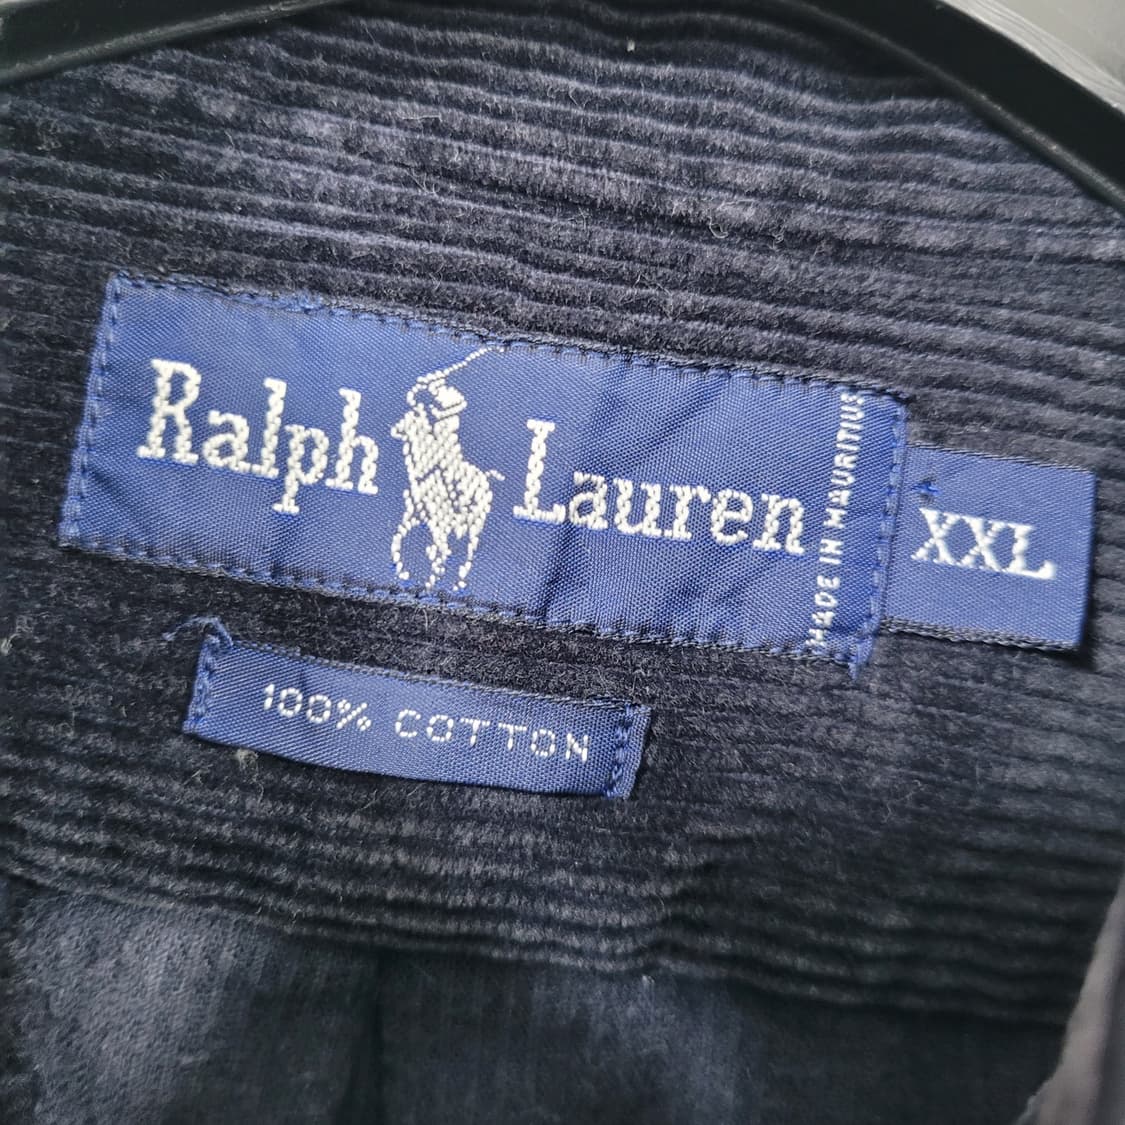 Ralph Lauren
MADE IN MAURITIUS
XXL
100% COTTON